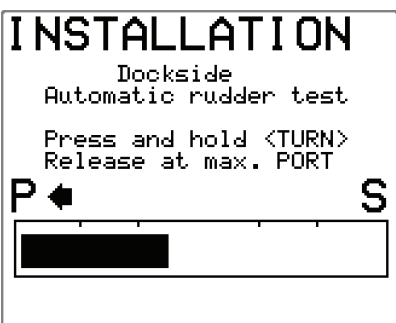 INSTALLATION
Dockside
Automatic rudder test
Press and hold <TURN>
Release at max. PORT
P S